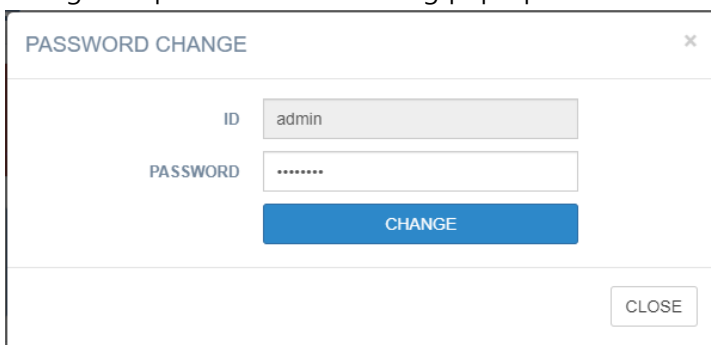 PASSWORD CHANGE ×
ID admin
PASSWORD ••••••••
CHANGE
CLOSE